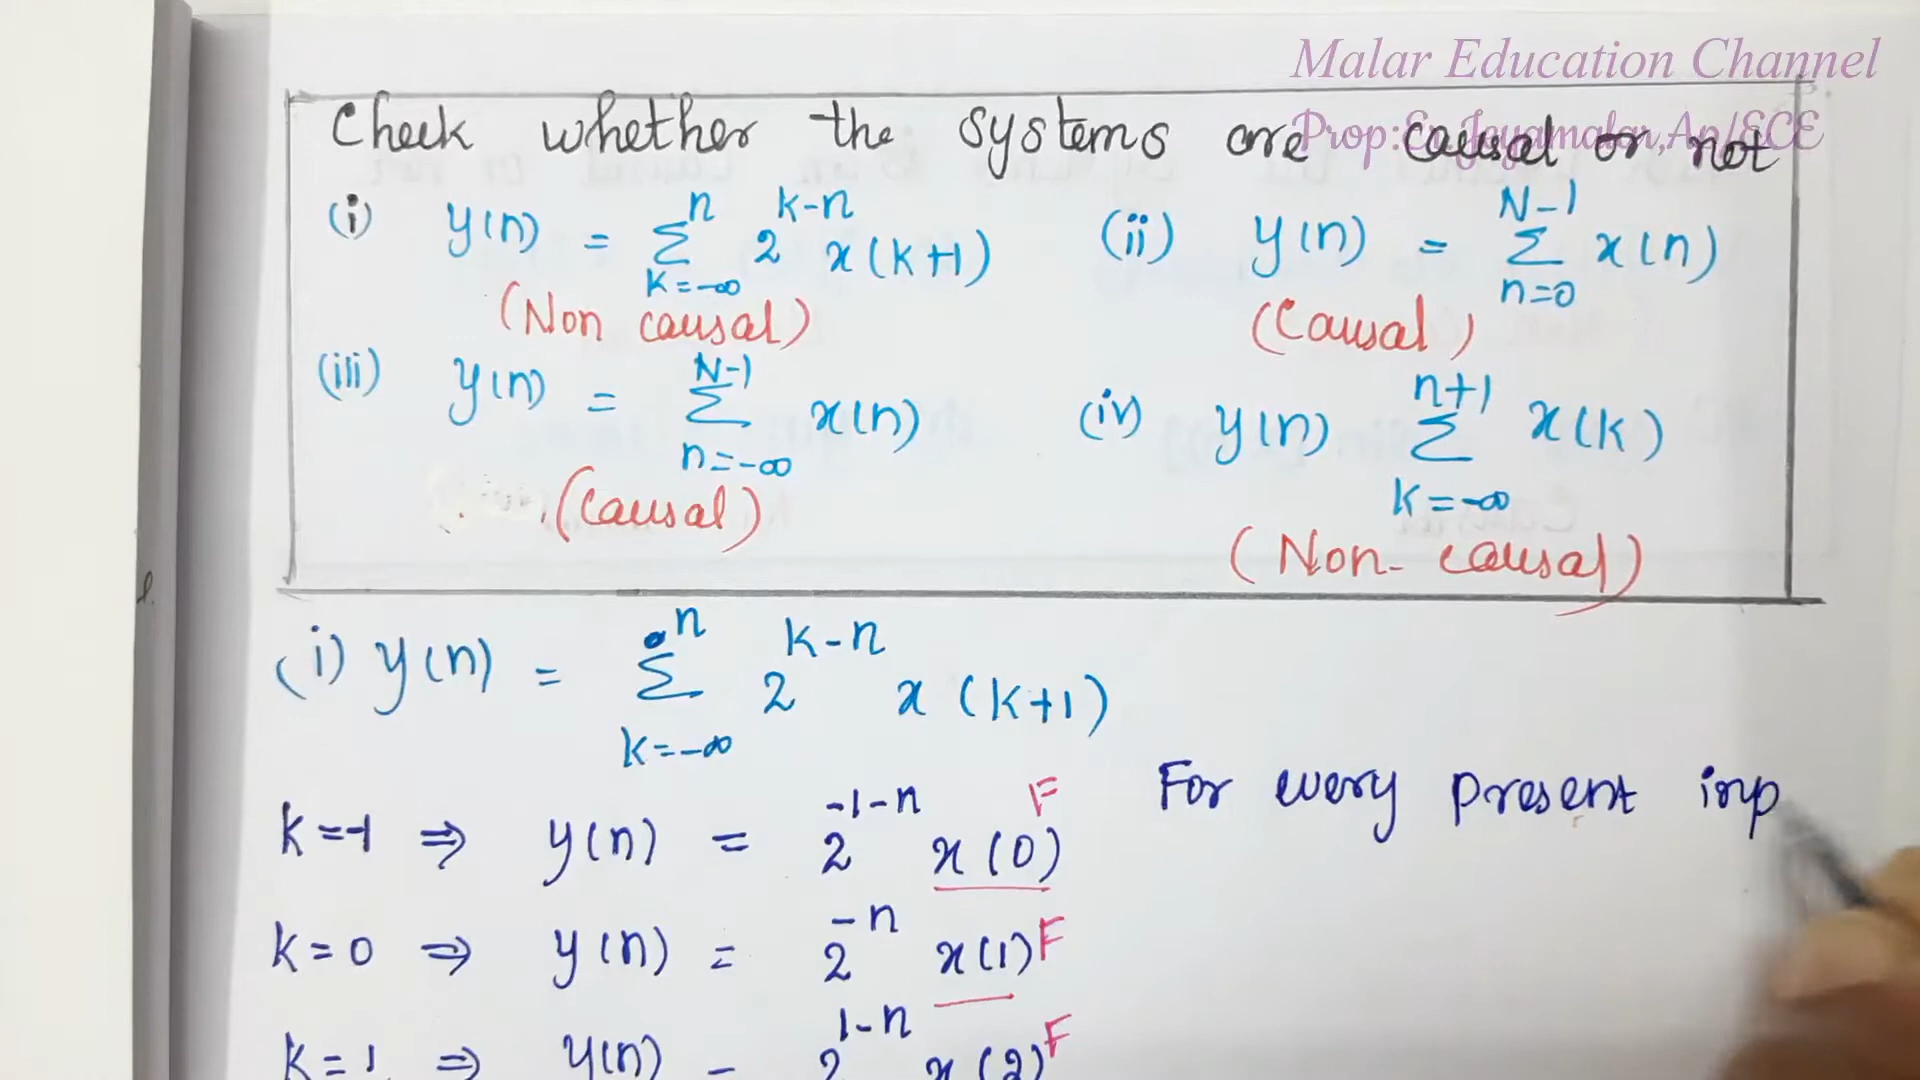 Malar Education Channel
Prop:Er.Jeyamalar,Ap/ECE
Check whether the systems are causal or not
(i) y(n) = Σ_{k=-∞}^{n} 2^{k-n} x(k+1) (ii) y(n) = Σ_{n=0}^{N-1} x(n)
(Non causal) (Causal)
(iii) y(n) = Σ_{n=-∞}^{N-1} x(n) (iv) y(n) Σ_{k=-∞}^{n+1} x(k)
(Causal)
(Non-causal)
(i) y(n) = Σ_{k=-∞}^{n} 2^{k-n} x(k+1)
k=-1 ⇒ y(n) = 2^{-1-n} x(0) F For every present inp
k=0 ⇒ y(n) = 2^{-n} x(1) F
k=1 ⇒ y(n) = 2^{1-n} x(2) F